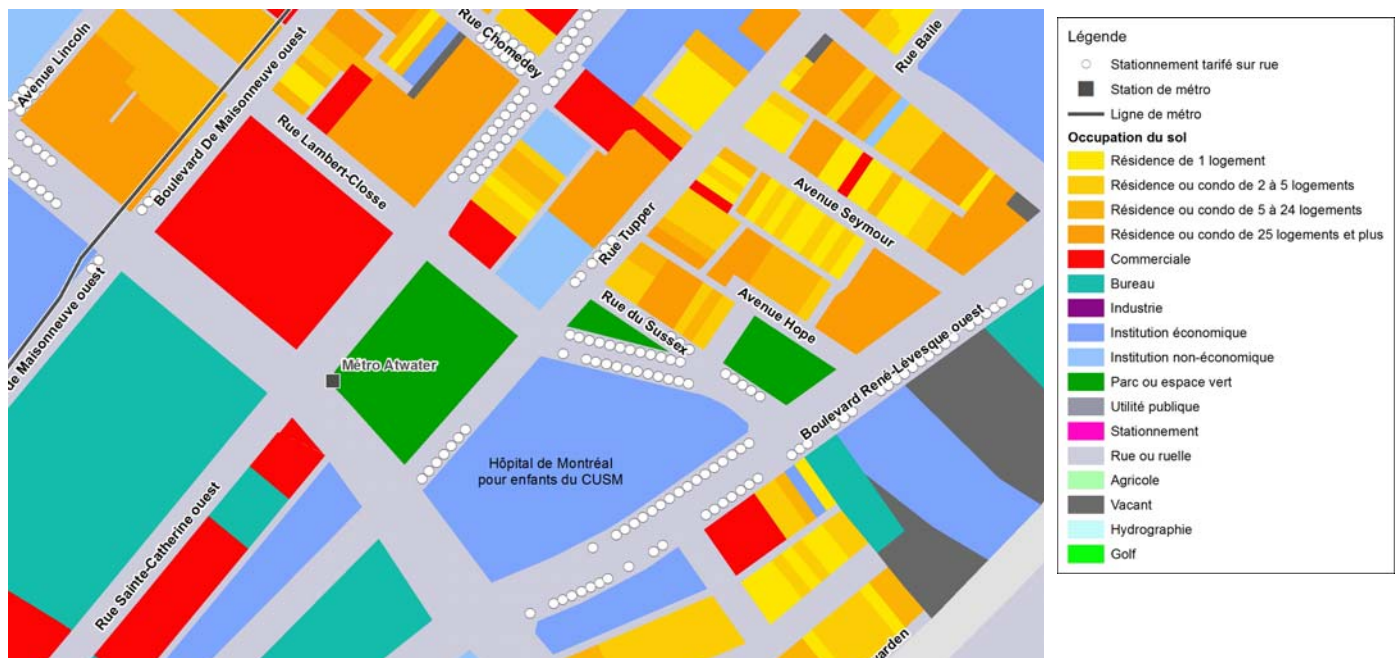 Avenue Lincoln
Boulevard De Maisonneuve ouest
Rue Chomedey
Rue Baile
Rue Lambert-Closse
Avenue Seymour
Rue Tupper
de Maisonneuve ouest
Rue du Sussex
Avenue Hope
Métro Atwater
Boulevard René-Lévesque ouest
Hôpital de Montréal
pour enfants du CUSM
Rue Sainte-Catherine ouest
Légende
Stationnement tarifé sur rue
Station de métro
Ligne de métro
Occupation du sol
Résidence de 1 logement
Résidence ou condo de 2 à 5 logements
Résidence ou condo de 5 à 24 logements
Résidence ou condo de 25 logements et plus
Commerciale
Bureau
Industrie
Institution économique
Institution non-économique
Parc ou espace vert
Utilité publique
Stationnement
Rue ou ruelle
Agricole
Vacant
Hydrographie
Golf